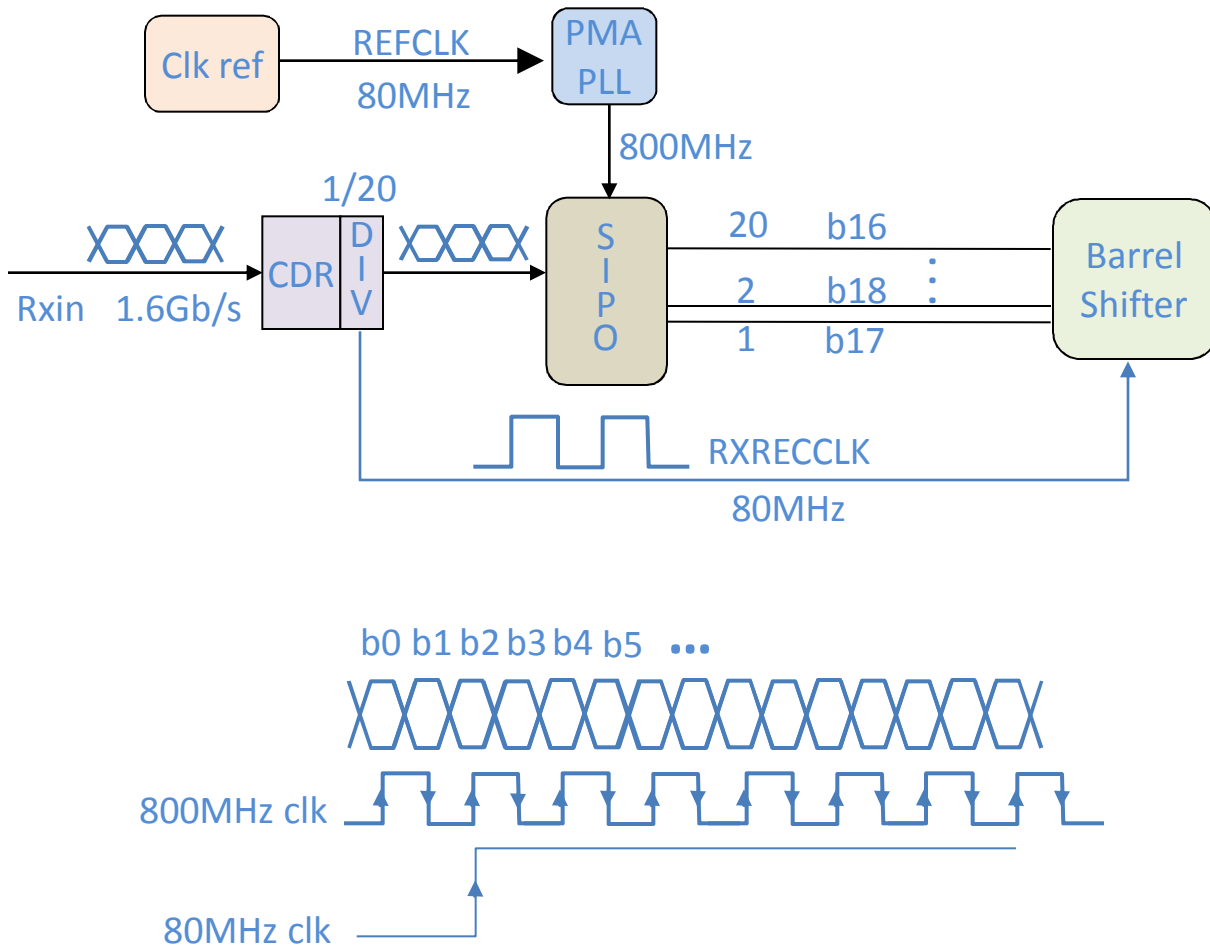 Clk ref
REFCLK
80MHz
PMA
PLL
800MHz
1/20
Rxin 1.6Gb/s
CDR
D
I
V
S
I
P
O
20 b16
⋮
2 b18
1 b17
Barrel
Shifter
RXRECCLK
80MHz
b0 b1 b2 b3 b4 b5 ...
800MHz clk
80MHz clk